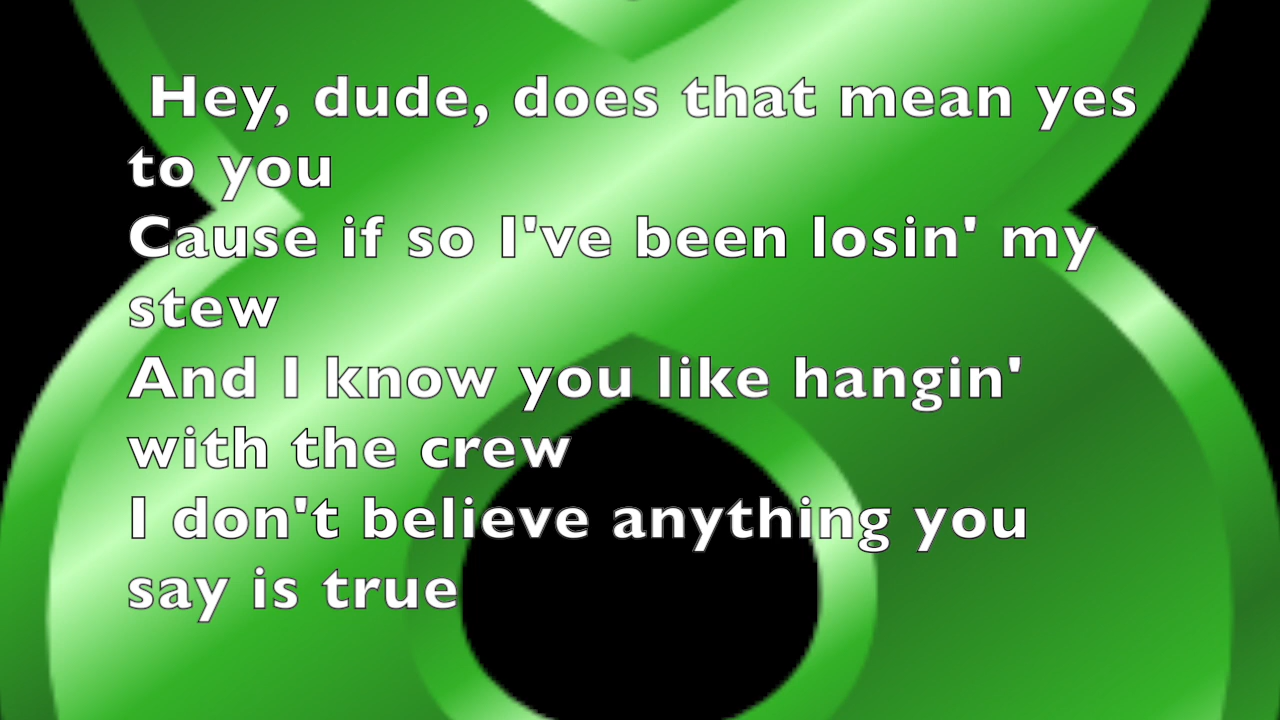 Hey, dude, does that mean yes
to you
Cause if so I've been losin' my
stew
And I know you like hangin'
with the crew
I don't believe anything you
say is true